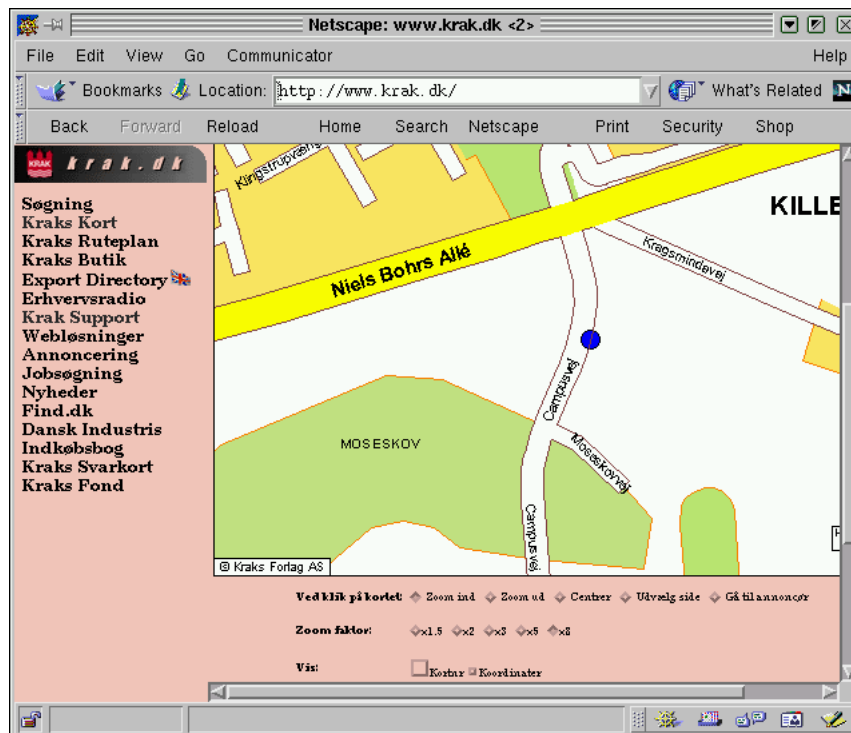 Netscape: www.krak.dk <2>
File Edit View Go Communicator Help
Bookmarks Location: http://www.krak.dk/ What's Related N
Back Forward Reload Home Search Netscape Print Security Shop
KRAK krak.dk
Søgning
Kraks Kort
Kraks Ruteplan
Kraks Butik
Export Directory
Erhvervsradio
Krak Support
Webløsninger
Annoncering
Jobsøgning
Nyheder
Find.dk
Dansk Industris
Indkøbsbog
Kraks Svarkort
Kraks Fond
Klingstrupvæng
KILLE
Kragsmindevej
Niels Bohrs Allé
Campusvej
MOSESKOV
Moseskovvej
Campusvej
H
© Kraks Forlag AS
Ved klik på kortet: Zoom ind Zoom ud Centrer Udvælg side Gå til annoncør
Zoom faktor: x1.5 x2 x3 x5 x8
Vis: Kortnr Koordinater